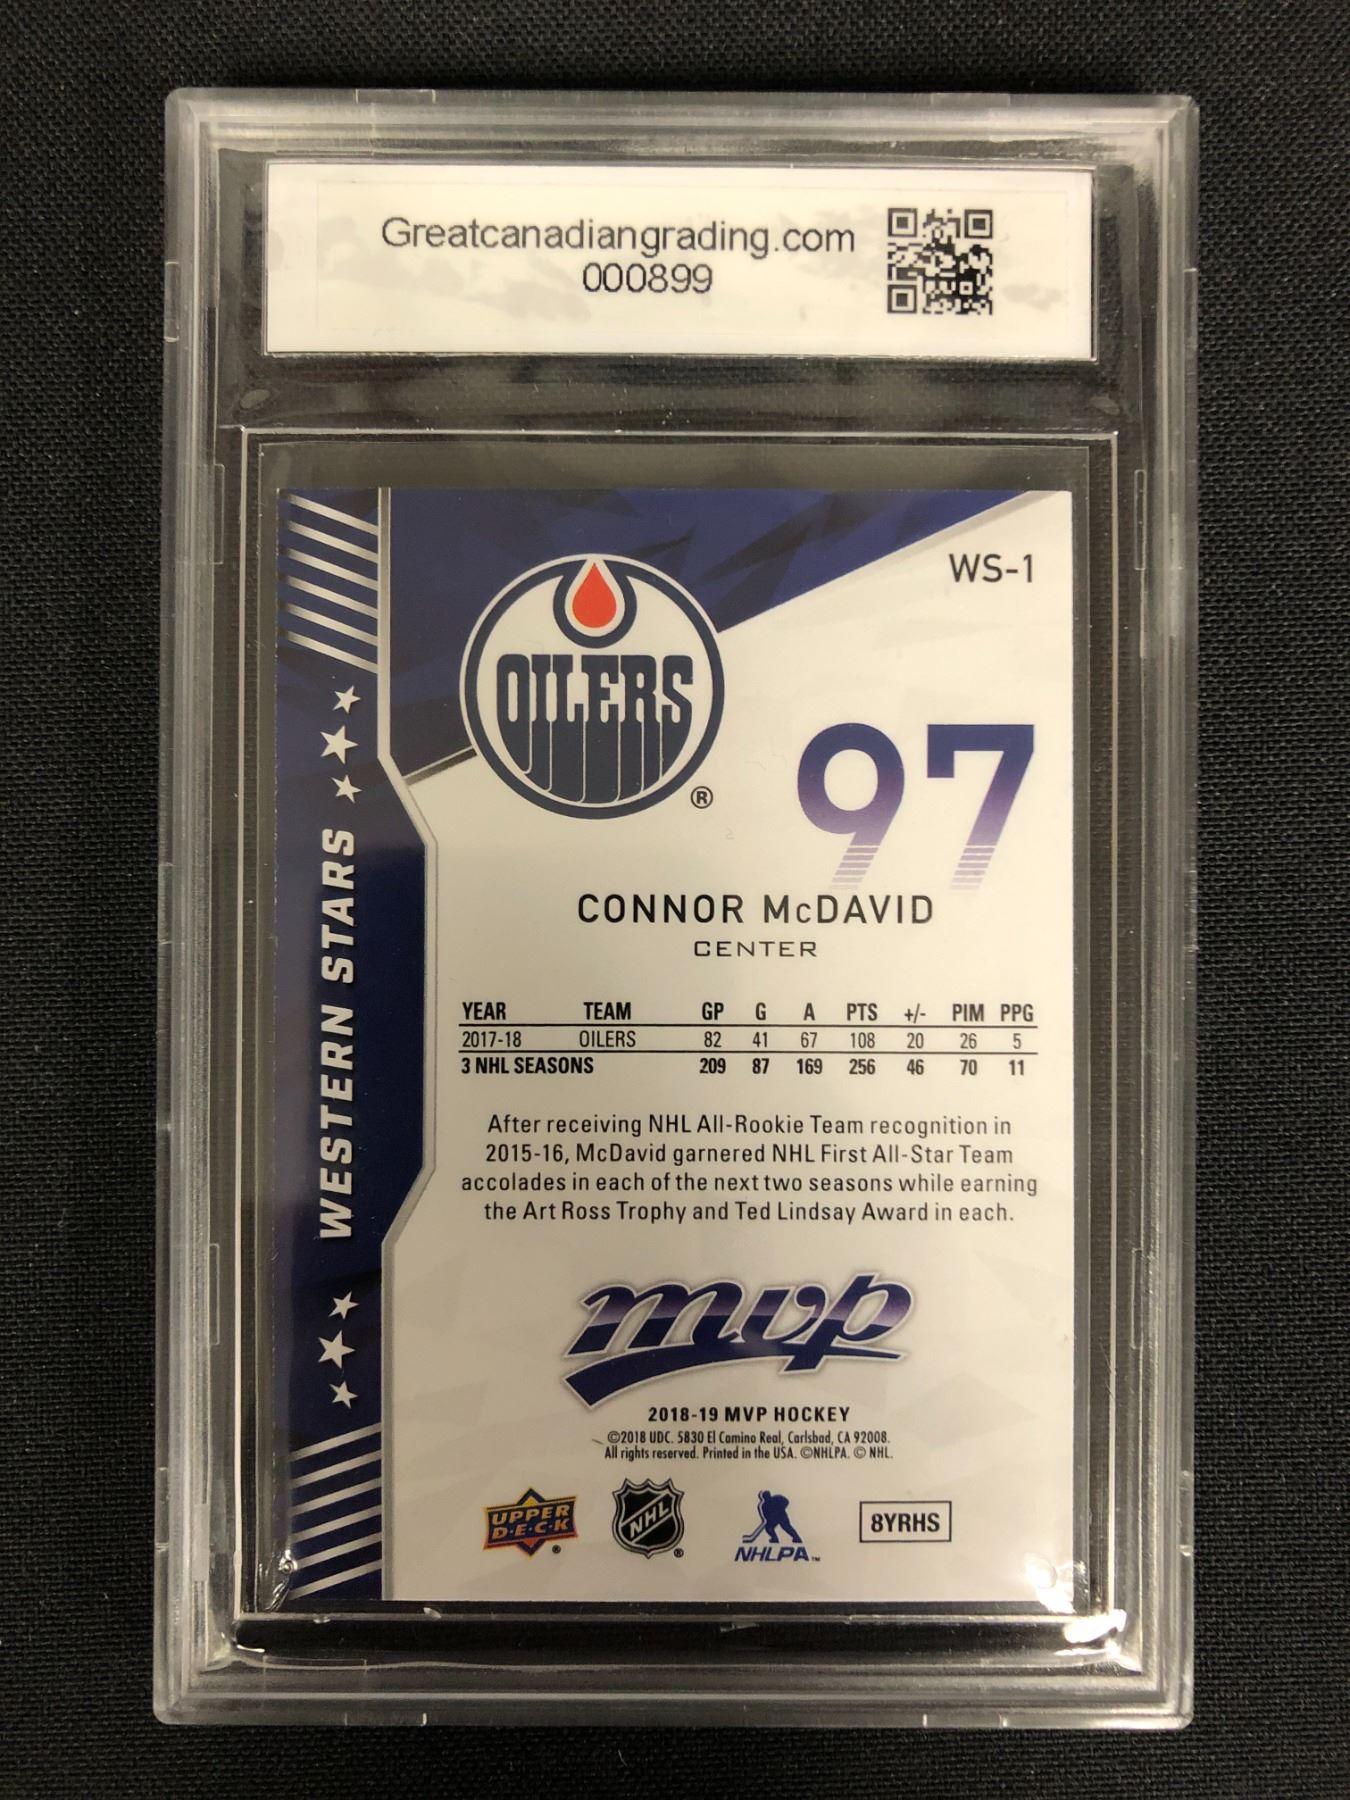 Greatcanadiangrading.com
000899
WS-1
OILERS
®
97
CONNOR McDAVID
CENTER
YEAR TEAM GP G A PTS +/- PIM PPG
2017-18 OILERS 82 41 67 108 20 26 5
3 NHL SEASONS 209 87 169 256 46 70 11
After receiving NHL All-Rookie Team recognition in
2015-16, McDavid garnered NHL First All-Star Team
accolades in each of the next two seasons while earning
the Art Ross Trophy and Ted Lindsay Award in each.
WESTERN STARS
mvp
2018-19 MVP HOCKEY
©2018 UDC. 5830 El Camino Real, Carlsbad, CA 92008.
All rights reserved. Printed in the USA. ©NHLPA. © NHL.
UPPER
D·E·C·K ®
NHL ®
NHLPA™
8YRHS